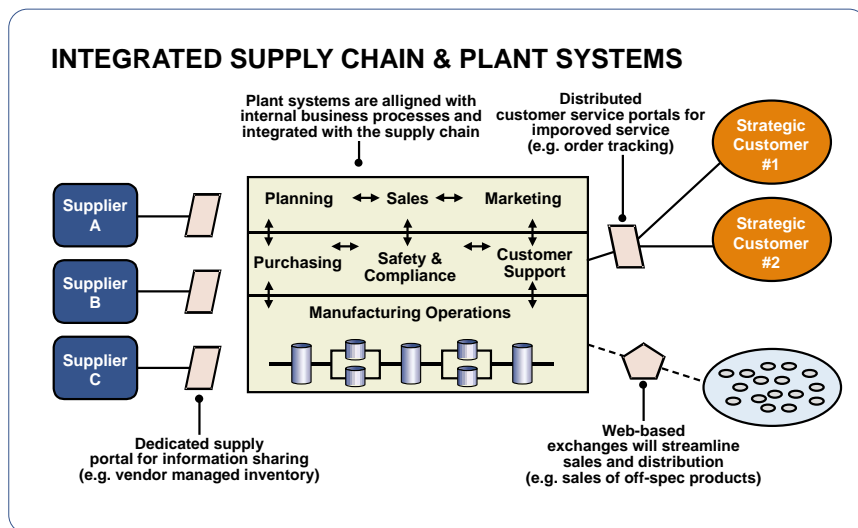 INTEGRATED SUPPLY CHAIN & PLANT SYSTEMS
Plant systems are alligned with
internal business processes and
integrated with the supply chain
Distributed
customer service portals for
imporoved service
(e.g. order tracking)
Strategic
Customer
#1
Supplier
A
Planning
Sales
Marketing
Strategic
Customer
#2
Supplier
B
Purchasing
Safety &
Compliance
Customer
Support
Manufacturing Operations
Supplier
C
Dedicated supply
portal for information sharing
(e.g. vendor managed inventory)
Web-based
exchanges will streamline
sales and distribution
(e.g. sales of off-spec products)